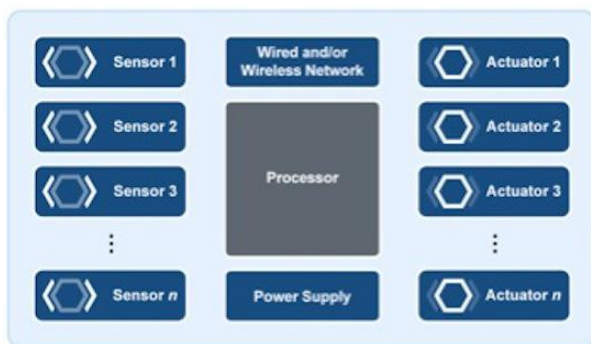 Sensor 1
Sensor 2
Sensor 3
Sensor n
Wired and/or
Wireless Network
Processor
Power Supply
Actuator 1
Actuator 2
Actuator 3
Actuator n